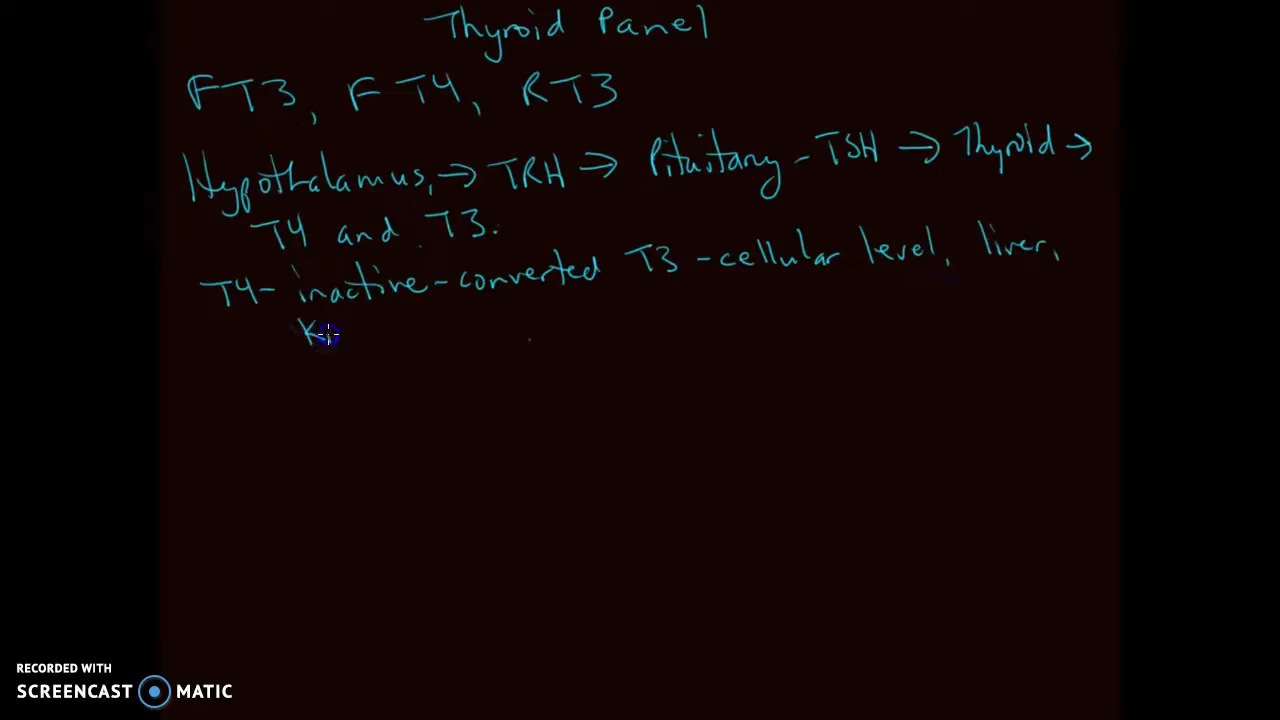 Thyroid Panel
FT3, FT4, RT3
Hypothalamus, → TRH → Pituitary - TSH → Thyroid →
T4 and T3.
T4- inactive - converted T3 - cellular level, liver,
Ki
RECORDED WITH
SCREENCAST MATIC